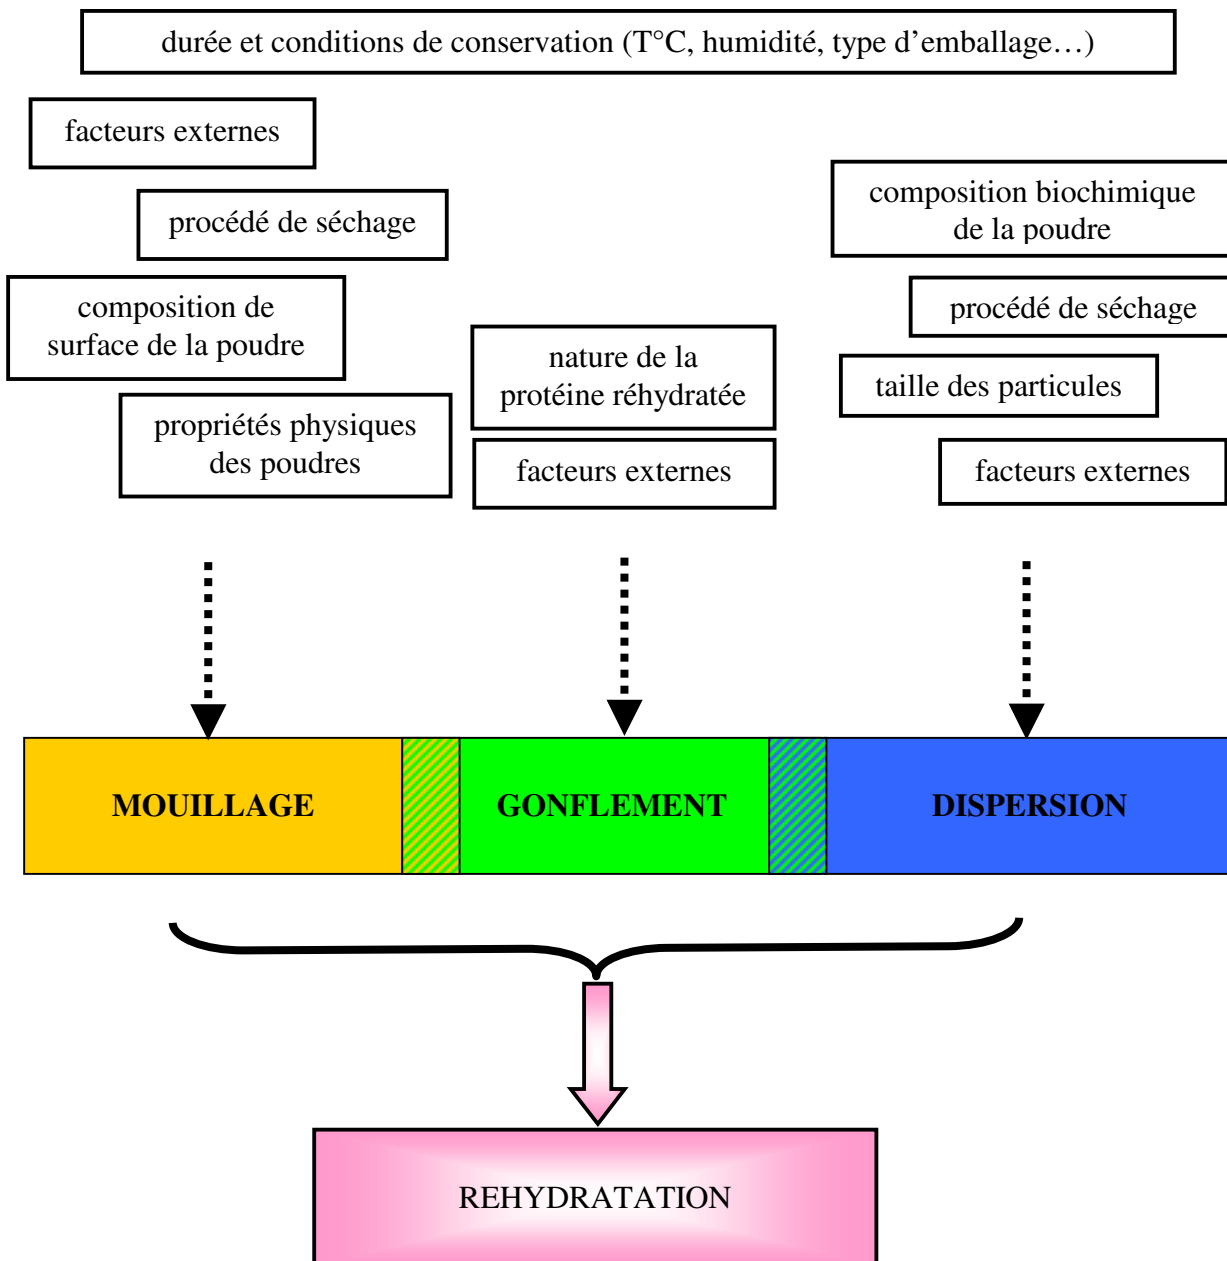 durée et conditions de conservation (T°C, humidité, type d’emballage…)
facteurs externes
procédé de séchage
composition de
surface de la poudre
propriétés physiques
des poudres
nature de la
protéine réhydratée
facteurs externes
composition biochimique
de la poudre
procédé de séchage
taille des particules
facteurs externes
MOUILLAGE
GONFLEMENT
DISPERSION
REHYDRATATION